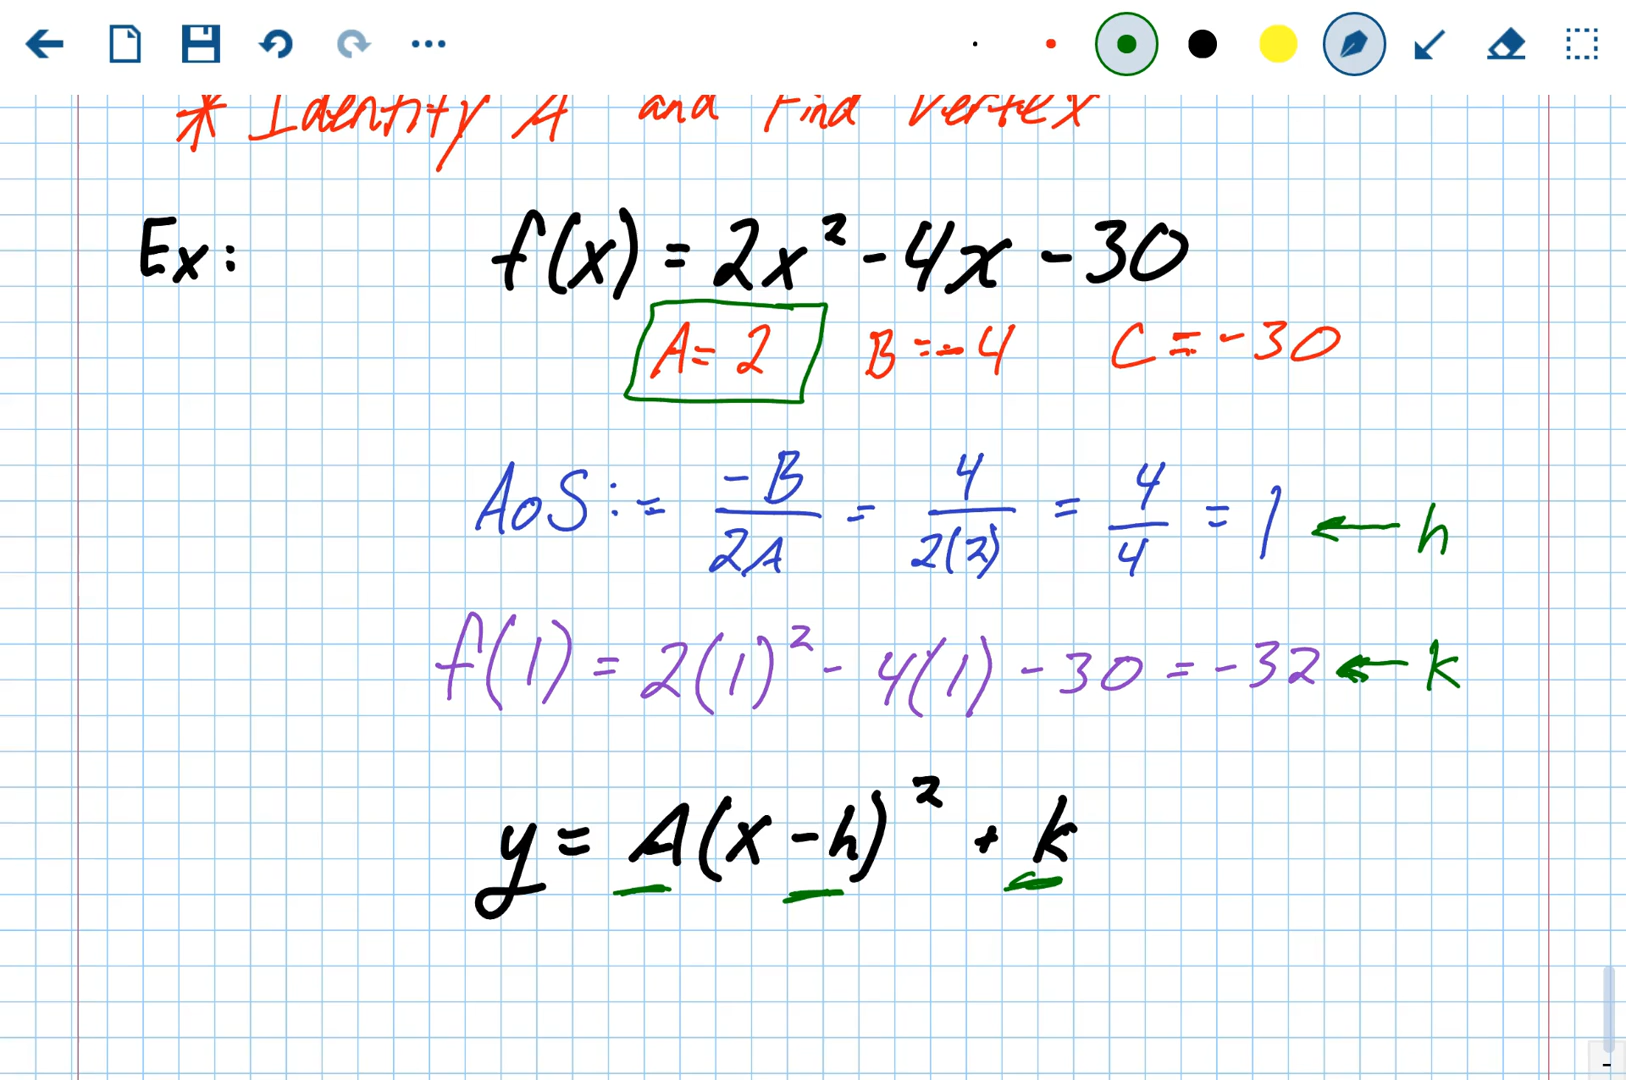 * Identity A and Find Vertex
Ex: f(x) = 2x² - 4x - 30
A = 2 B = -4 C = -30
AoS: = -B/2A = 4/2(2) = 4/4 = 1 ← h
f(1) = 2(1)² - 4(1) - 30 = -32 ← k
y = A(x - h)² + k